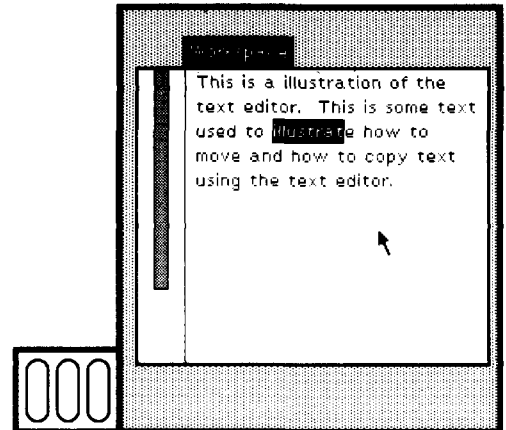 Workspace
This is a illustration of the
text editor. This is some text
used to illustrate how to
move and how to copy text
using the text editor.